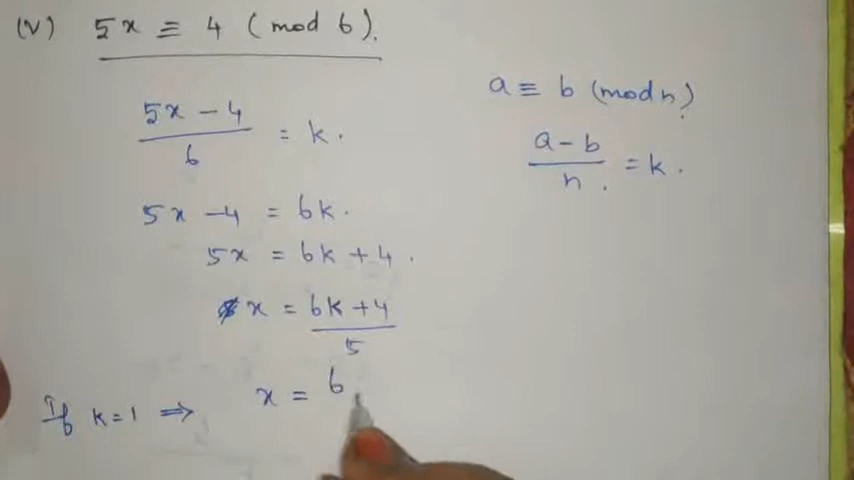 (V) 5x ≡ 4 (mod 6).
5x - 4
6
= k.
5x - 4 = 6k.
5x = 6k + 4.
x = 6k + 4
5
If k = 1 ⇒ x = 6
a ≡ b (mod n)
a - b
n.
= k.